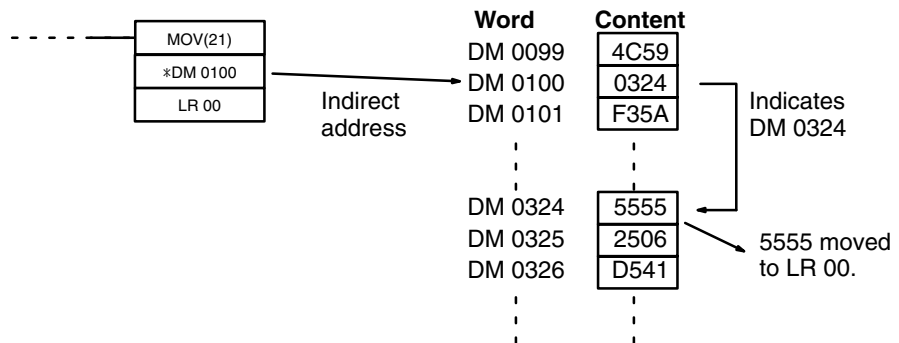 MOV(21)
*DM 0100
LR 00
Indirect
address
Word Content
DM 0099 4C59
DM 0100 0324
DM 0101 F35A
Indicates
DM 0324
DM 0324 5555
DM 0325 2506
DM 0326 D541
5555 moved
to LR 00.